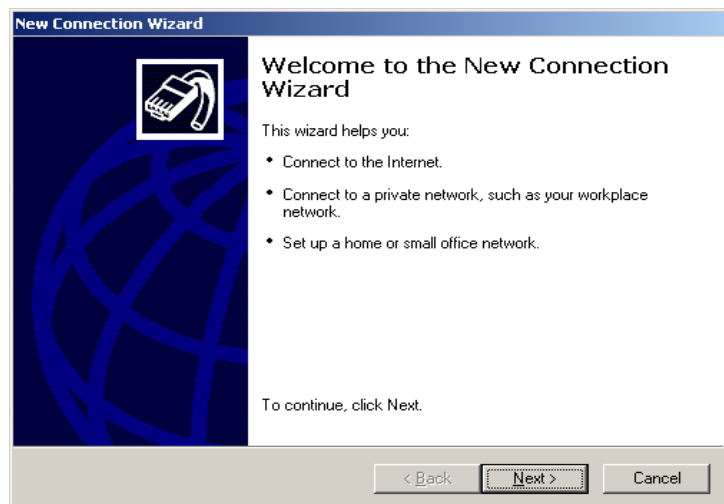 New Connection Wizard
Welcome to the New Connection
Wizard
This wizard helps you:
• Connect to the Internet.
• Connect to a private network, such as your workplace
network.
• Set up a home or small office network.
To continue, click Next.
< Back
Next >
Cancel